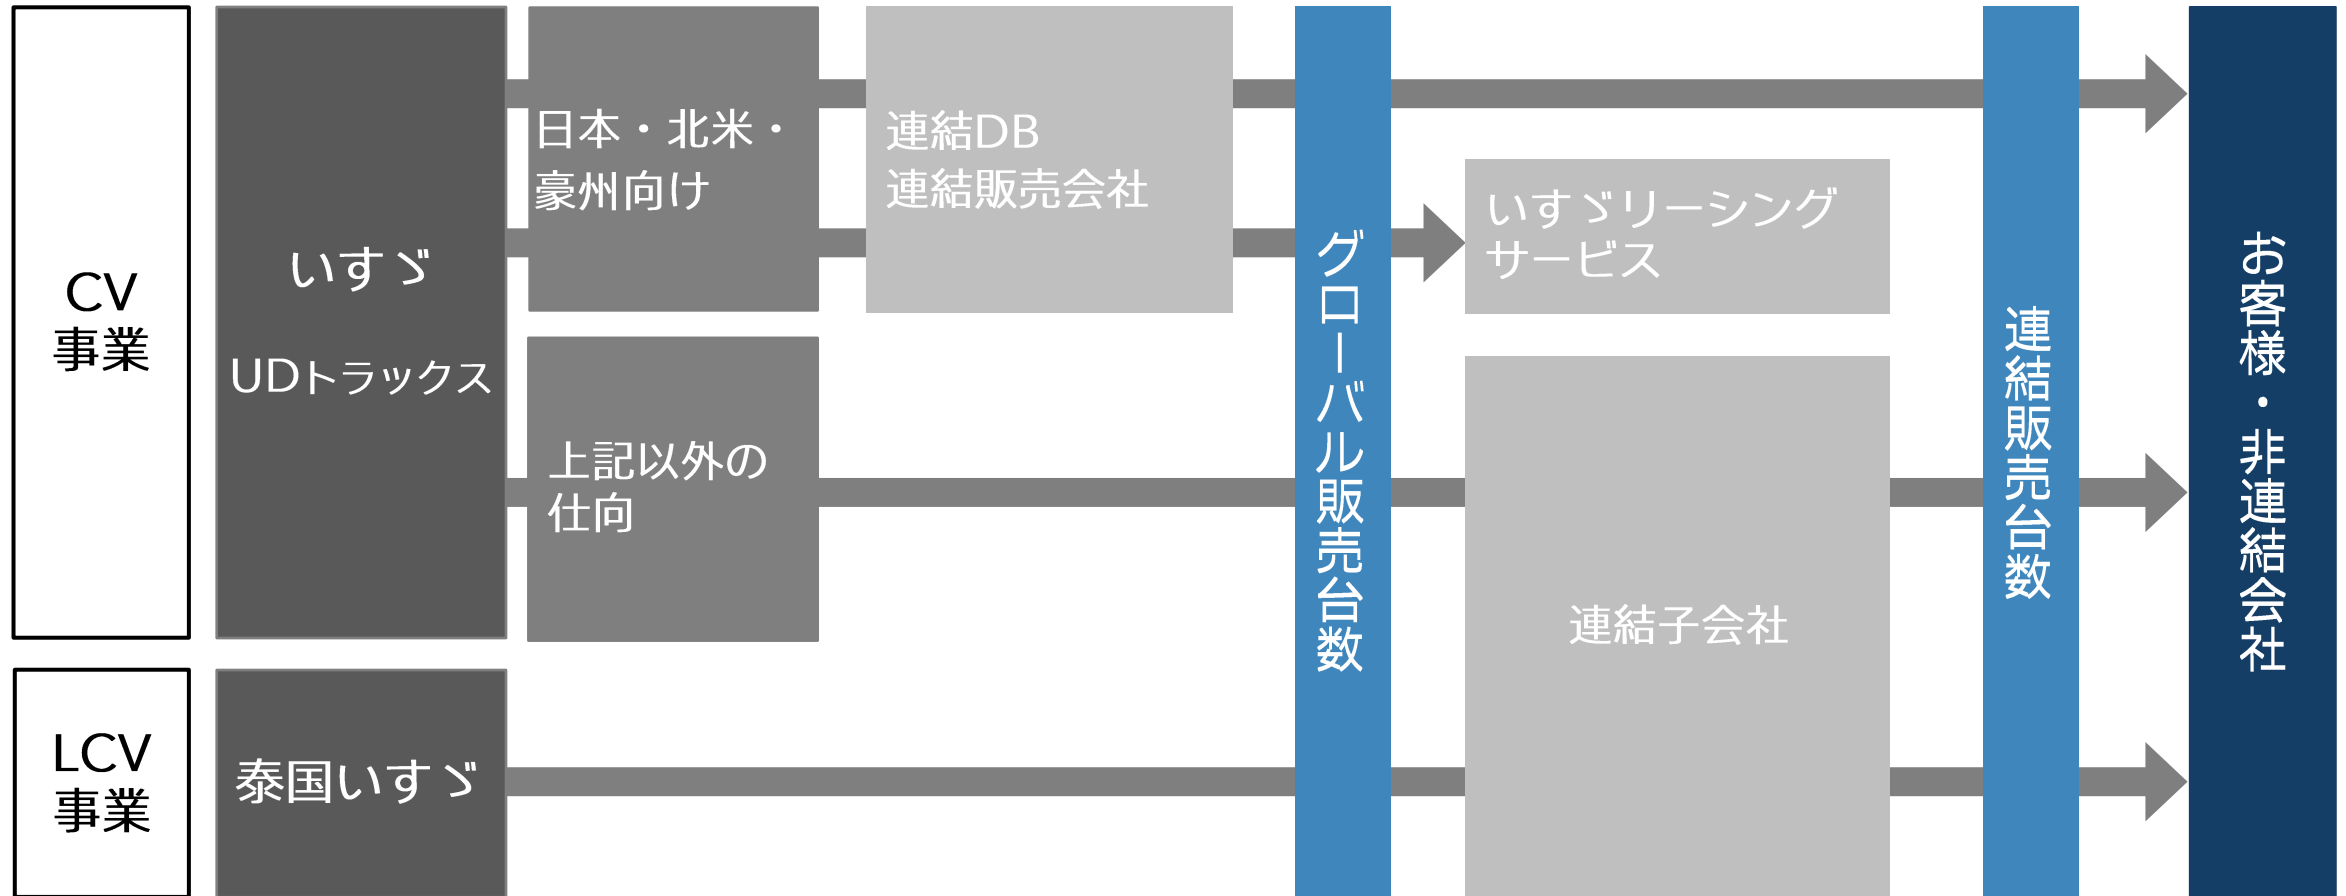 CV
事業
いすゞ
UDトラックス
日本・北米・
豪州向け
連結DB
連結販売会社
上記以外の
仕向
グローバル販売台数
いすゞリーシング
サービス
連結子会社
連結販売台数
お客様・非連結会社
LCV
事業
泰国いすゞ